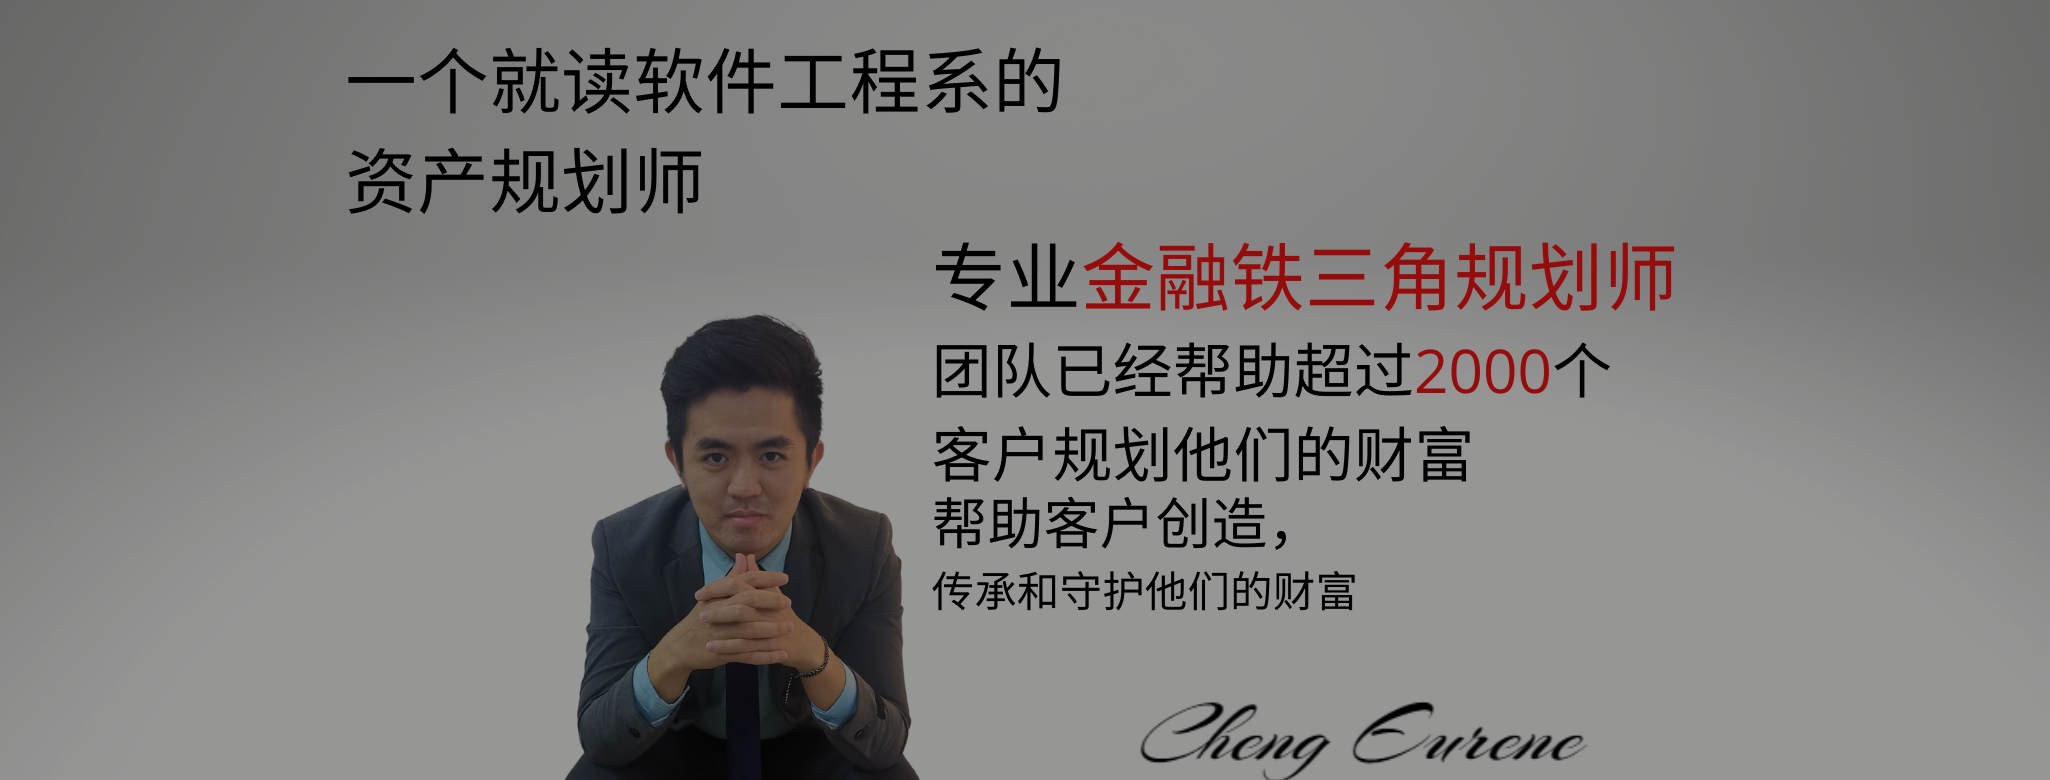 一个就读软件工程系的
资产规划师
专业金融铁三角规划师
团队已经帮助超过2000个
客户规划他们的财富
帮助客户创造，
传承和守护他们的财富
Cheng Eurene